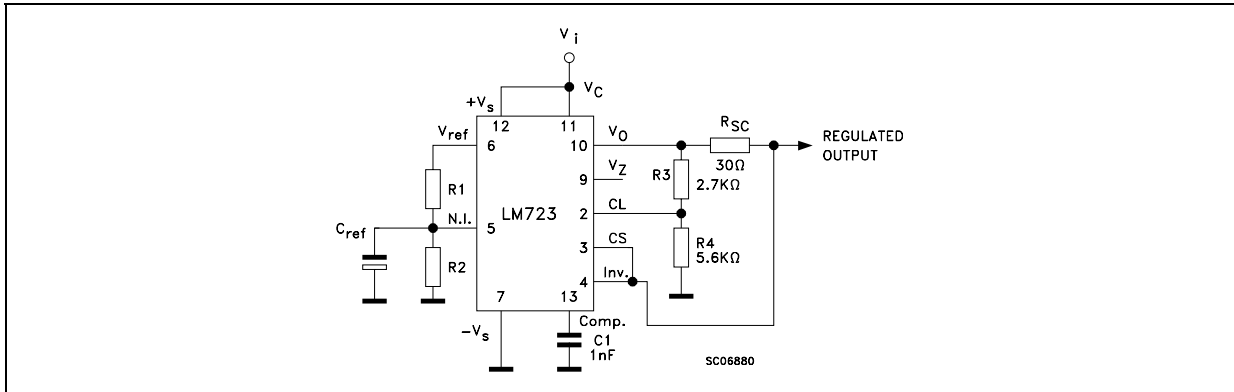 V i
V C
+V s
12 11
V ref
6
10
V O
R SC
REGULATED
OUTPUT
30Ω
9
V Z
R3
2.7KΩ
R1
LM723
2
CL
N.I.
5
C ref
3
CS
R4
5.6KΩ
R2
4
Inv.
7 13
Comp.
-V s
C1
1nF
SC06880